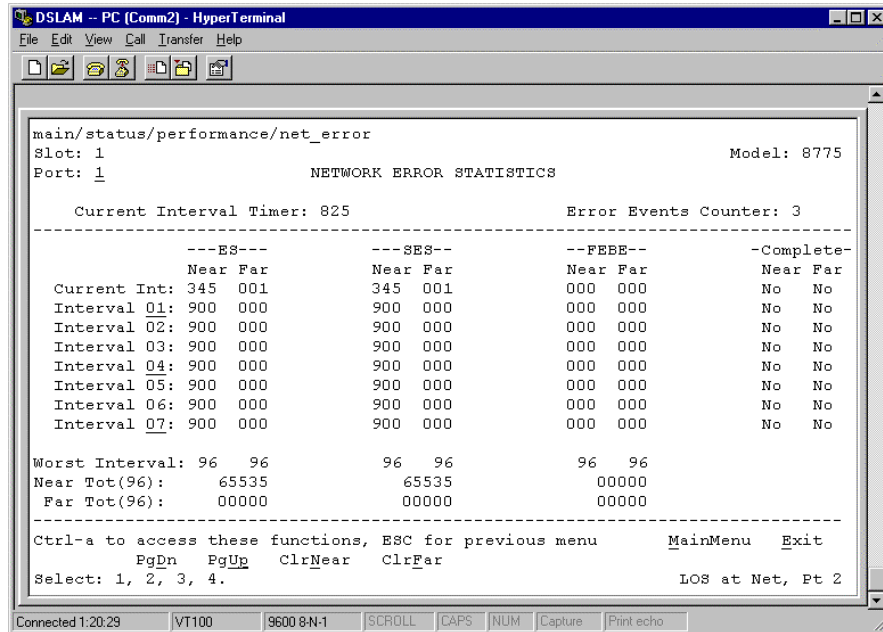 DSLAM -- PC (Comm2) - HyperTerminal
File Edit View Call Transfer Help
main/status/performance/net_error
Slot: 1 Model: 8775
Port: 1 NETWORK ERROR STATISTICS
Current Interval Timer: 825 Error Events Counter: 3
---ES--- ---SES-- --FEBE-- -Complete-
Near Far Near Far Near Far Near Far
Current Int: 345 001 345 001 000 000 No No
Interval 01: 900 000 900 000 000 000 No No
Interval 02: 900 000 900 000 000 000 No No
Interval 03: 900 000 900 000 000 000 No No
Interval 04: 900 000 900 000 000 000 No No
Interval 05: 900 000 900 000 000 000 No No
Interval 06: 900 000 900 000 000 000 No No
Interval 07: 900 000 900 000 000 000 No No
Worst Interval: 96 96 96 96 96 96
Near Tot(96): 65535 65535 00000
Far Tot(96): 00000 00000 00000
Ctrl-a to access these functions, ESC for previous menu MainMenu Exit
PgDn PgUp ClrNear ClrFar
Select: 1, 2, 3, 4. LOS at Net, Pt 2
Connected 1:20:29 VT100 9600 8-N-1 SCROLL CAPS NUM Capture Print echo